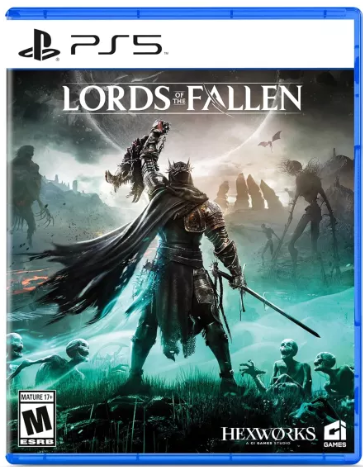 PS5
LORDS OF THE FALLEN
MATURE 17+
M
ESRB
HEXWORKS
A CI GAMES STUDIO
CI
GAMES